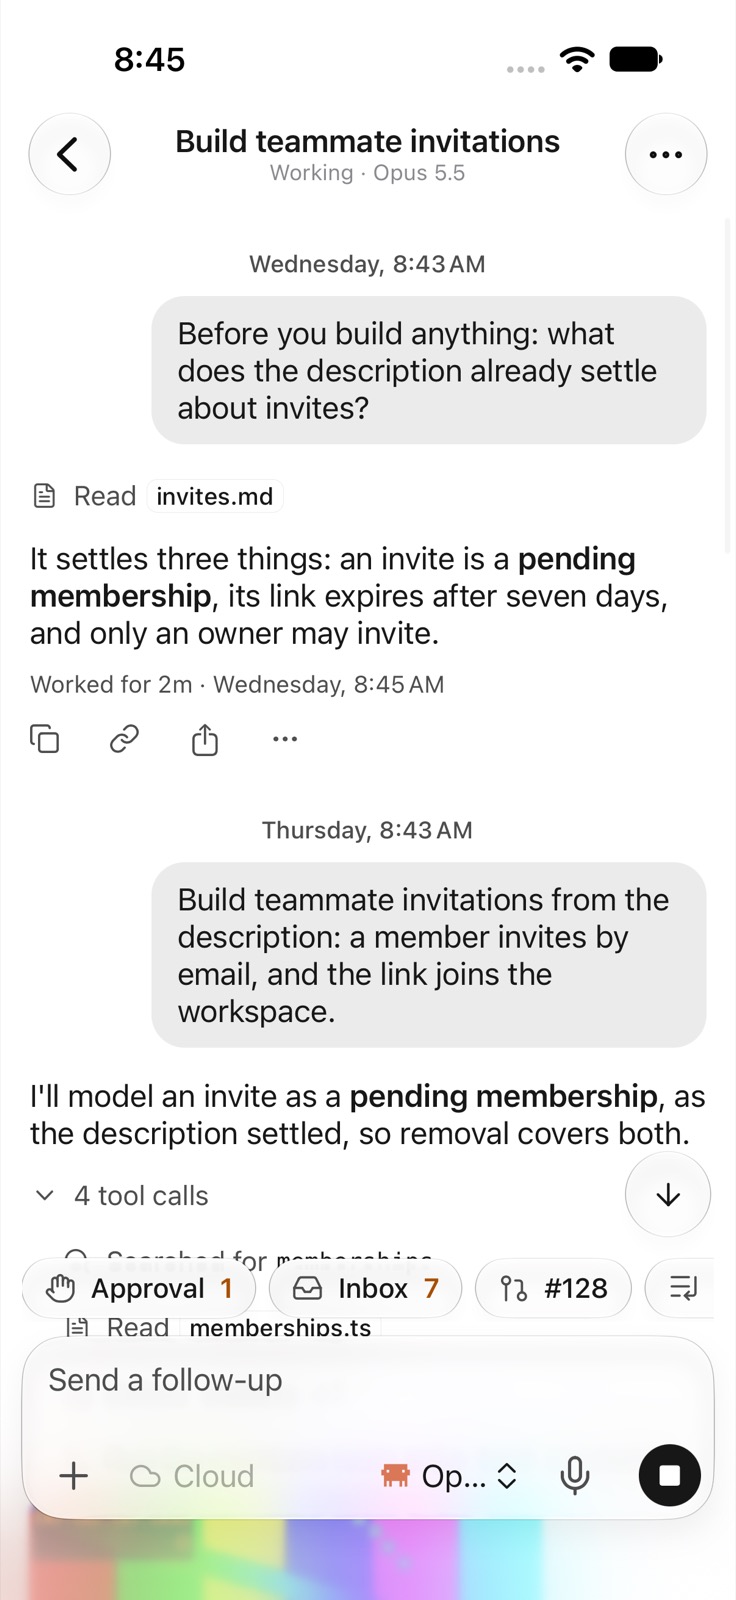 8:45
Build teammate invitations
Working · Opus 5.5
Wednesday, 8:43 AM
Before you build anything: what
does the description already settle
about invites?
Read invites.md
It settles three things: an invite is a pending
membership, its link expires after seven days,
and only an owner may invite.
Worked for 2m · Wednesday, 8:45 AM
Thursday, 8:43 AM
Build teammate invitations from the
description: a member invites by
email, and the link joins the
workspace.
I'll model an invite as a pending membership, as
the description settled, so removal covers both.
4 tool calls
Searched for memberships
Approval 1
Inbox 7
#128
Read memberships.ts
Send a follow-up
Cloud
Op...